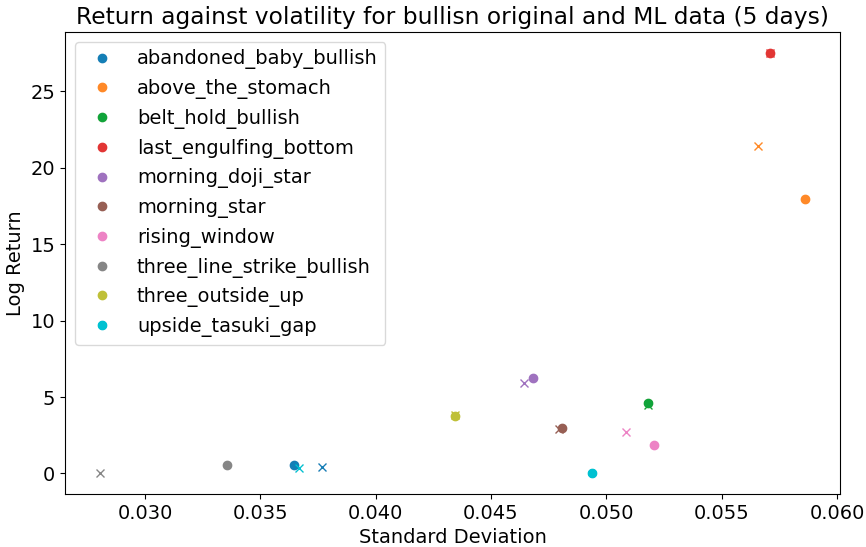 Return against volatility for bullisn original and ML data (5 days)
abandoned_baby_bullish
above_the_stomach
belt_hold_bullish
last_engulfing_bottom
morning_doji_star
morning_star
rising_window
three_line_strike_bullish
three_outside_up
upside_tasuki_gap
Log Return
25
20
15
10
5
0
0.030 0.035 0.040 0.045 0.050 0.055 0.060
Standard Deviation